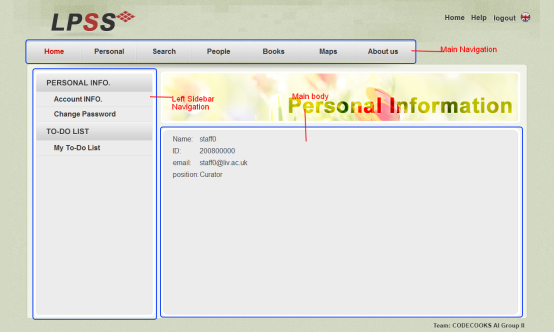 LPSS
Home Help logout
Home Personal Search People Books Maps About us
Main Navigation
PERSONAL INFO.
Account INFO.
Change Password
TO-DO LIST
My To-Do List
Left Sidebar
Navigation
Main body
Personal Information
Name: staff0
ID: 200800000
email: staff0@liv.ac.uk
position: Curator
Team: CODECOOKS AI Group II